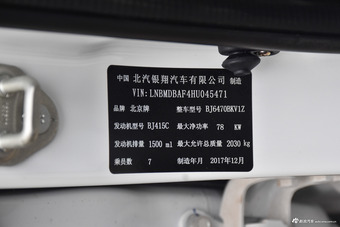 中国 北汽银翔汽车有限公司 制造
VIN:LNBMDBAF4HU045471
品牌 北京牌 整车型号 BJ6470BKV1Z
发动机型号 BJ415C 最大净功率 78 KW
发动机排量 1500 ml 最大允许总质量 2030 kg
乘员数 7 制造年月 2017年12月